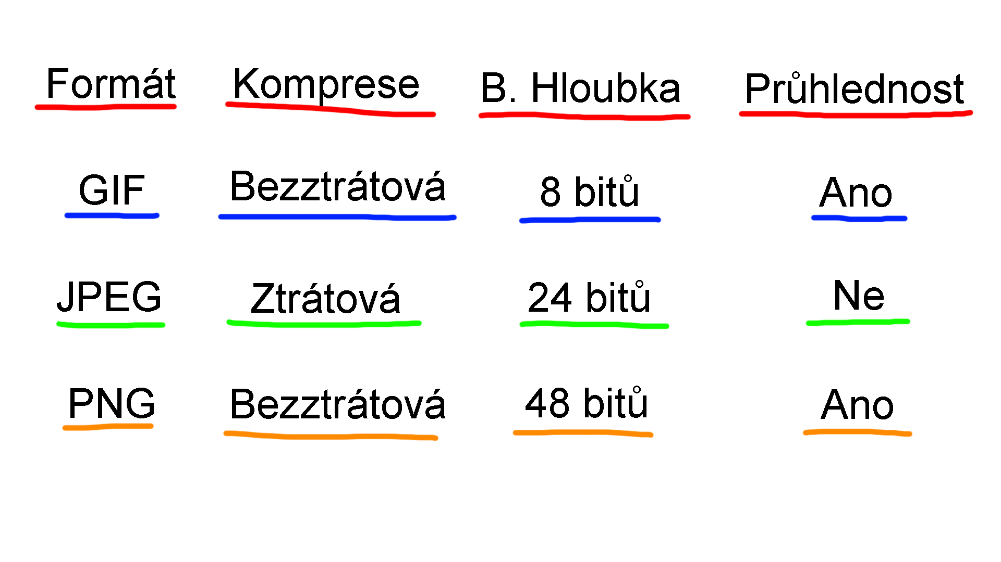 Formát Komprese B. Hloubka Průhlednost
GIF Bezztrátová 8 bitů Ano
JPEG Ztrátová 24 bitů Ne
PNG Bezztrátová 48 bitů Ano